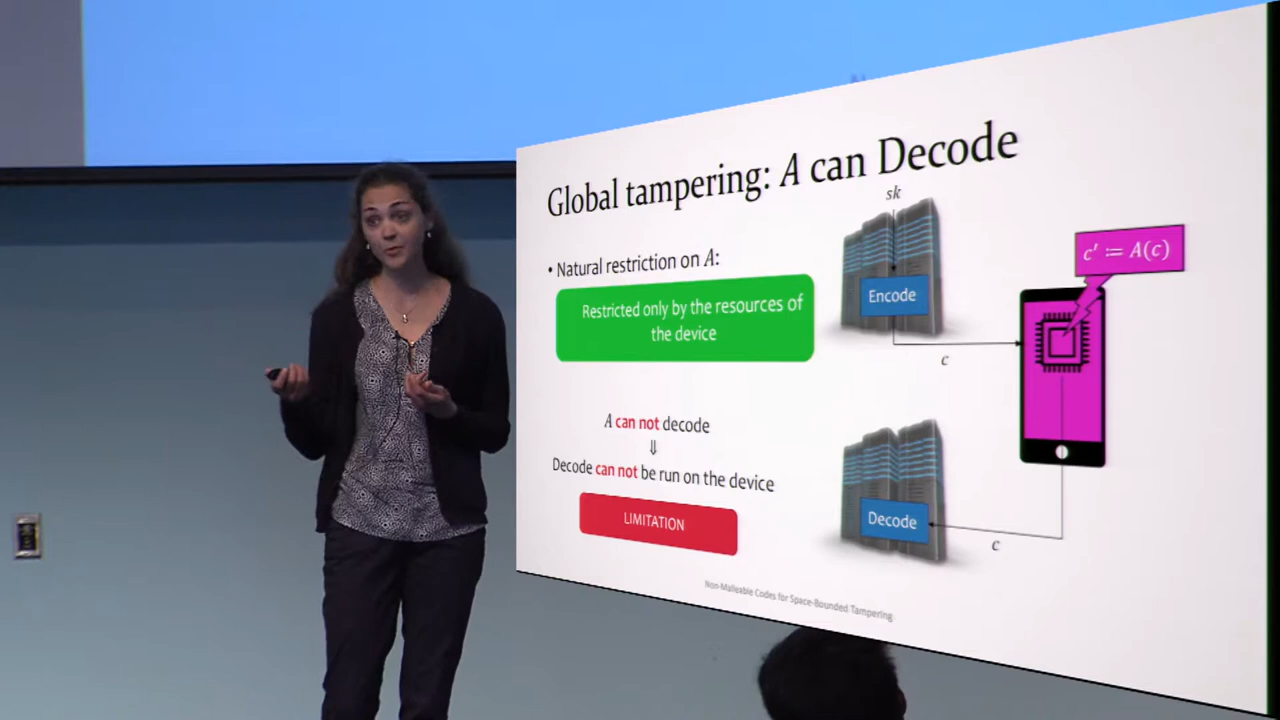 Global tampering: A can Decode
• Natural restriction on A:
Restricted only by the resources of
the device
A can not decode
⇓
Decode can not be run on the device
LIMITATION
sk
Encode
c
c′ ≔ A(c)
Decode
c
Non-Malleable Codes for Space-Bounded Tampering